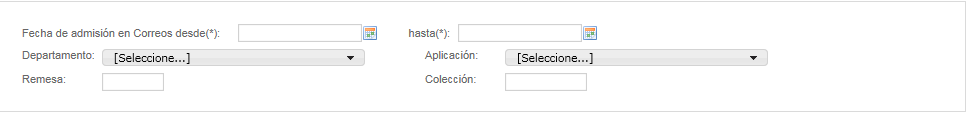 Fecha de admisión en Correos desde(*): hasta(*):
Departamento: [Seleccione...] Aplicación: [Seleccione...]
Remesa: Colección: